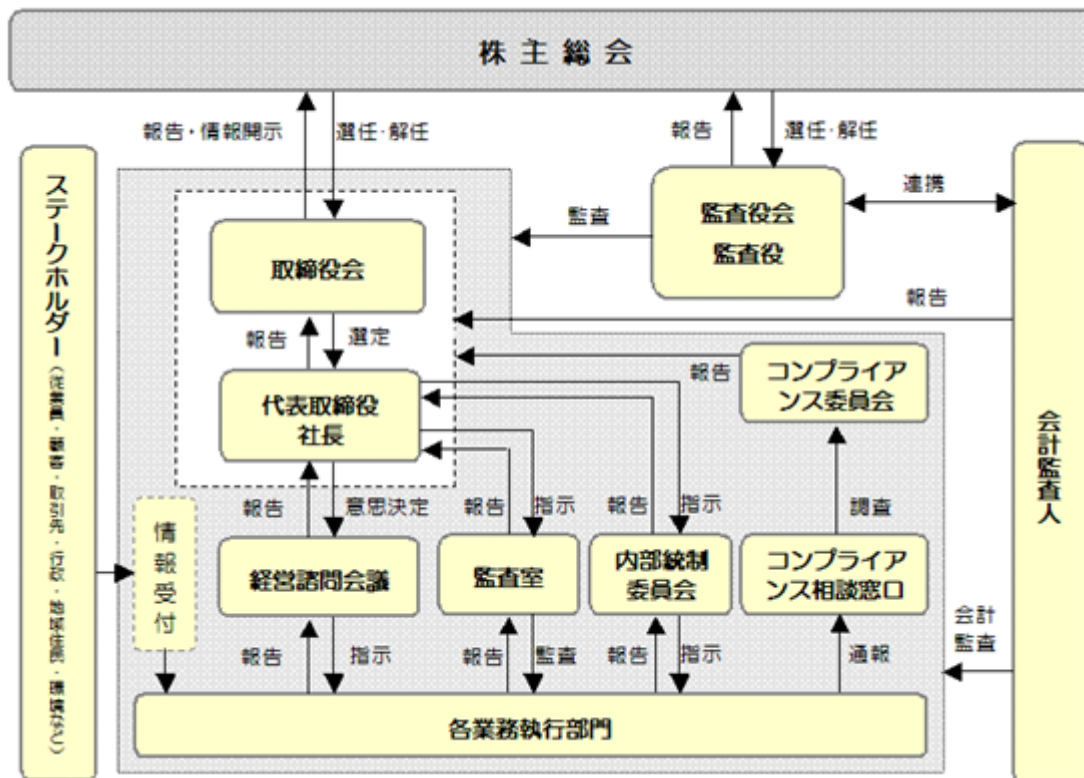 株主総会
報告・情報開示
選任・解任
報告
選任・解任
ステークホルダー（従業員・顧客・取引先・行政・地域住民・環境など）
監査役会
監査役
連携
監査
取締役会
報告
報告
選定
報告
コンプライア
ンス委員会
代表取締役
社長
会計監査人
報告
意思決定
報告
指示
報告
指示
調査
情報受付
経営諮問会議
監査室
内部統制
委員会
コンプライア
ンス相談窓口
会計
監査
報告
指示
報告
監査
報告
指示
通報
各業務執行部門